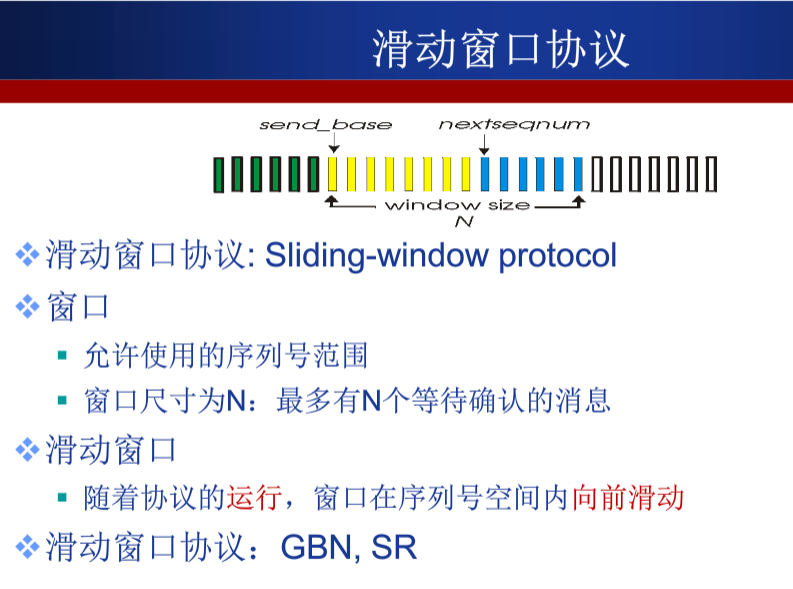 滑动窗口协议
send_base nextseqnum
window size
N
滑动窗口协议: Sliding-window protocol
窗口
允许使用的序列号范围
窗口尺寸为N：最多有N个等待确认的消息
滑动窗口
随着协议的运行，窗口在序列号空间内向前滑动
滑动窗口协议：GBN, SR